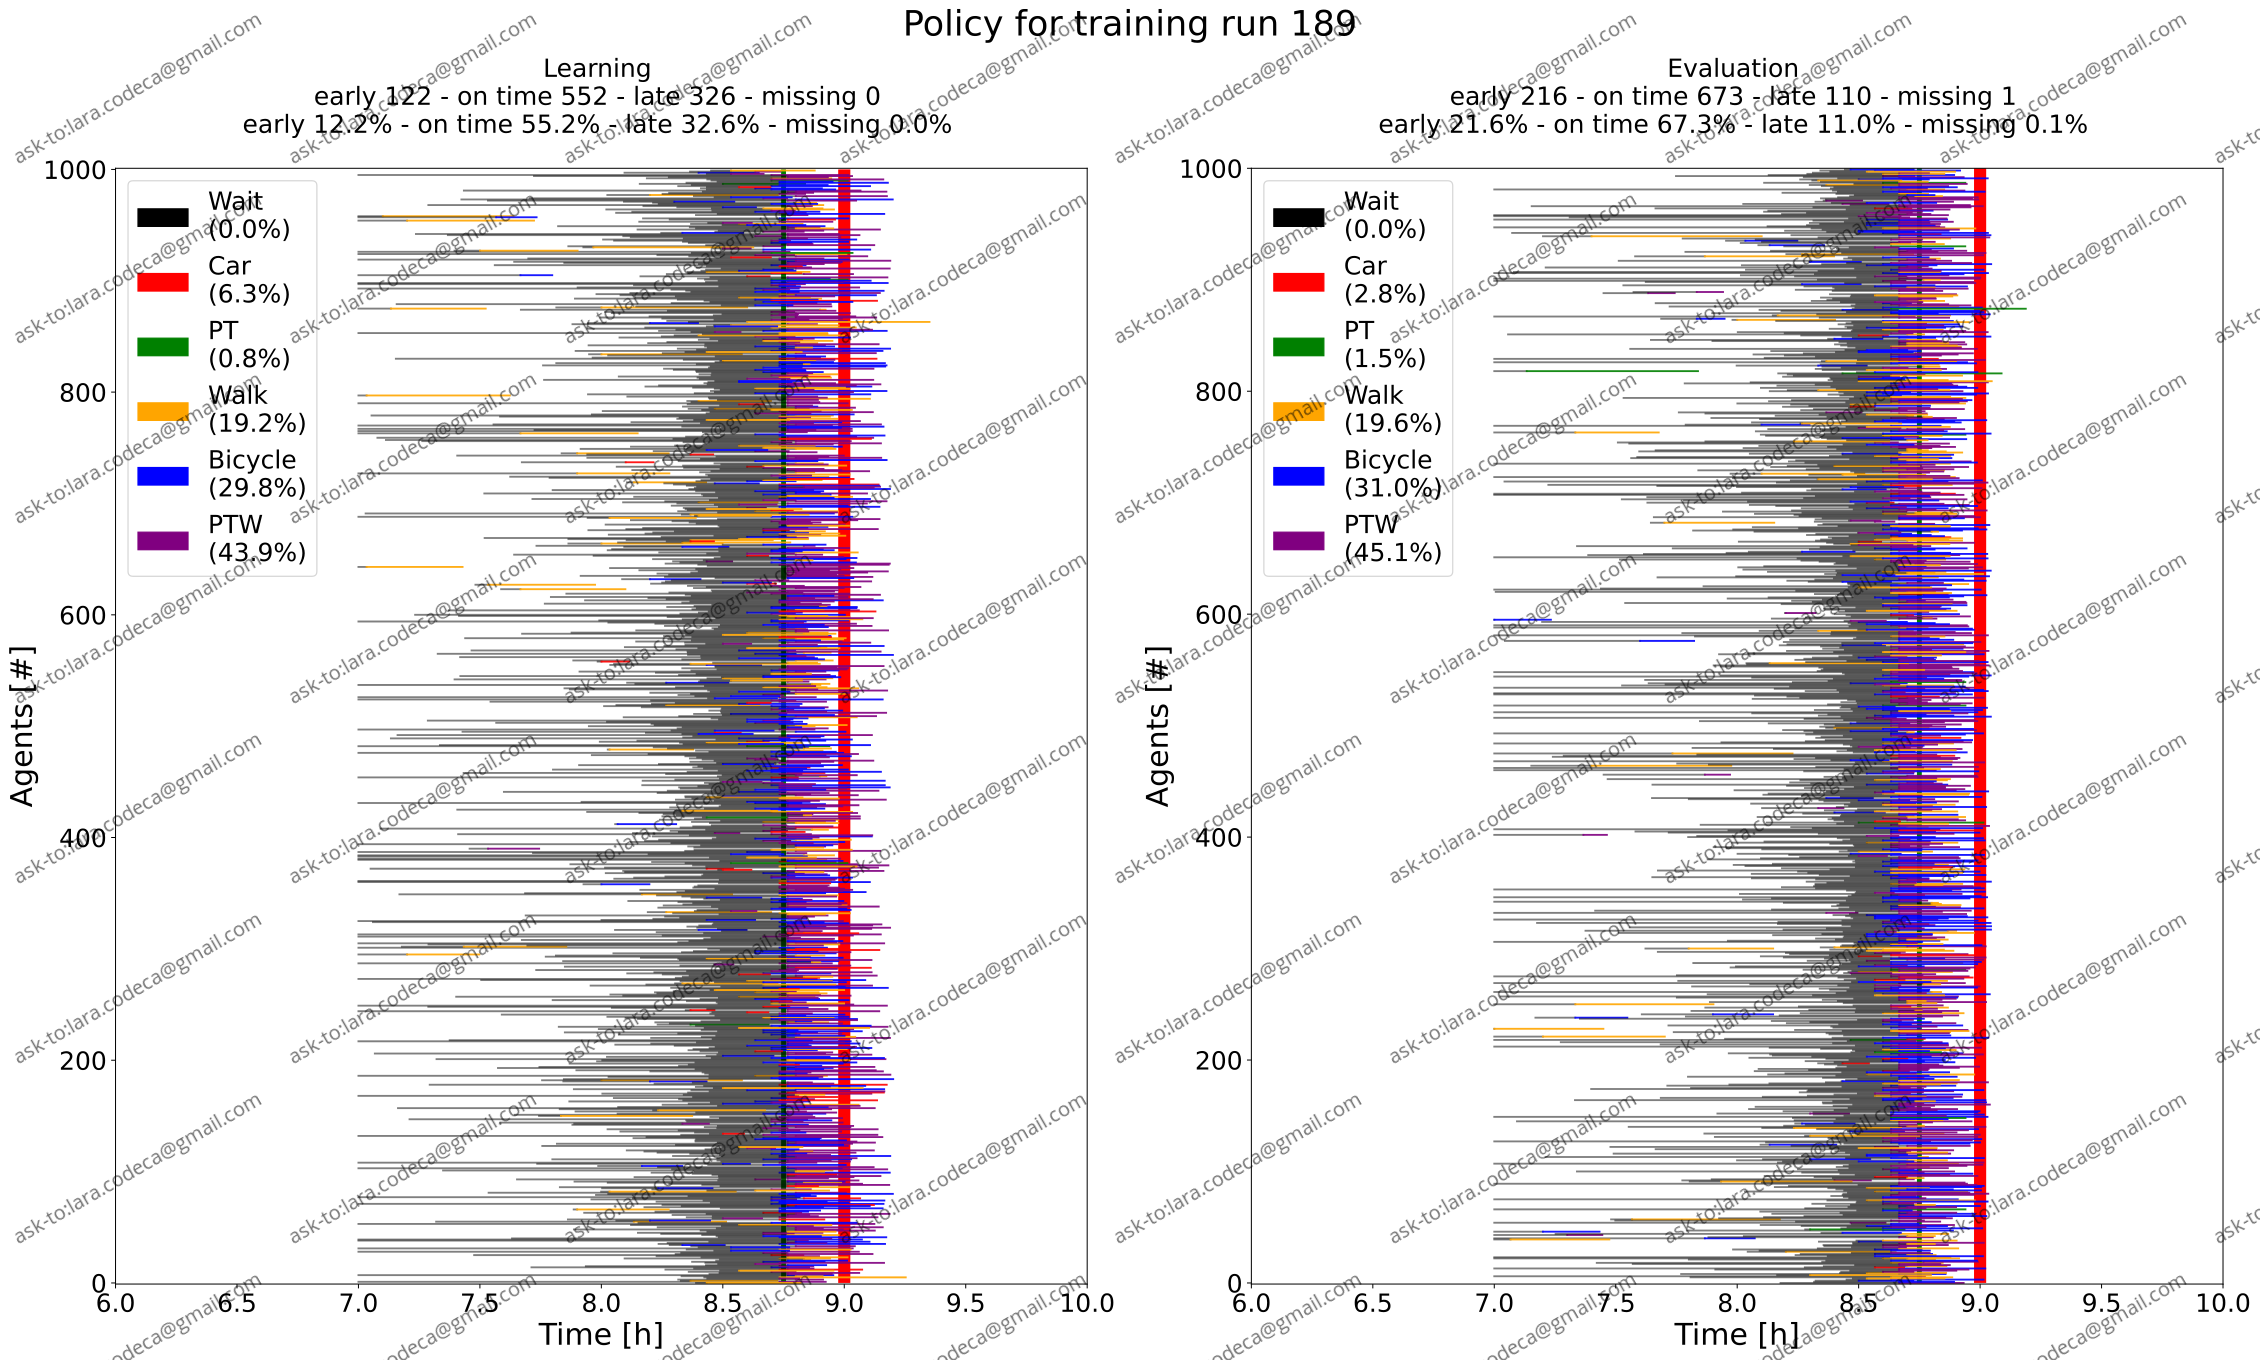 Policy for training run 189
Learning
early 122 - on time 552 - late 326 - missing 0
early 12.2% - on time 55.2% - late 32.6% - missing 0.0%
Agents [#]
1000
800
600
400
200
0
Wait
(0.0%)
Car
(6.3%)
PT
(0.8%)
Walk
(19.2%)
Bicycle
(29.8%)
PTW
(43.9%)
6.0 6.5 7.0 7.5 8.0 8.5 9.0 9.5 10.0
Time [h]
Evaluation
early 216 - on time 673 - late 110 - missing 1
early 21.6% - on time 67.3% - late 11.0% - missing 0.1%
Agents [#]
1000
800
600
400
200
0
Wait
(0.0%)
Car
(2.8%)
PT
(1.5%)
Walk
(19.6%)
Bicycle
(31.0%)
PTW
(45.1%)
6.0 6.5 7.0 7.5 8.0 8.5 9.0 9.5 10.0
Time [h]
ask-to:lara.codeca@gmail.com